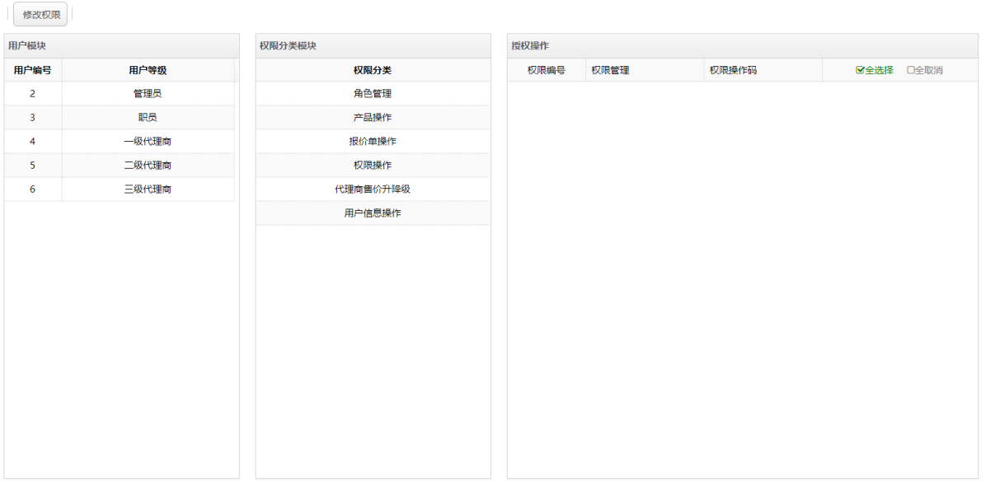 修改权限
用户模块 权限分类模块 授权操作
用户编号 用户等级 权限分类 权限编号 权限管理 权限操作码 全选择 全取消
2 管理员 角色管理
3 职员 产品操作
4 一级代理商 报价单操作
5 二级代理商 权限操作
6 三级代理商 代理商售价升降级
用户信息操作